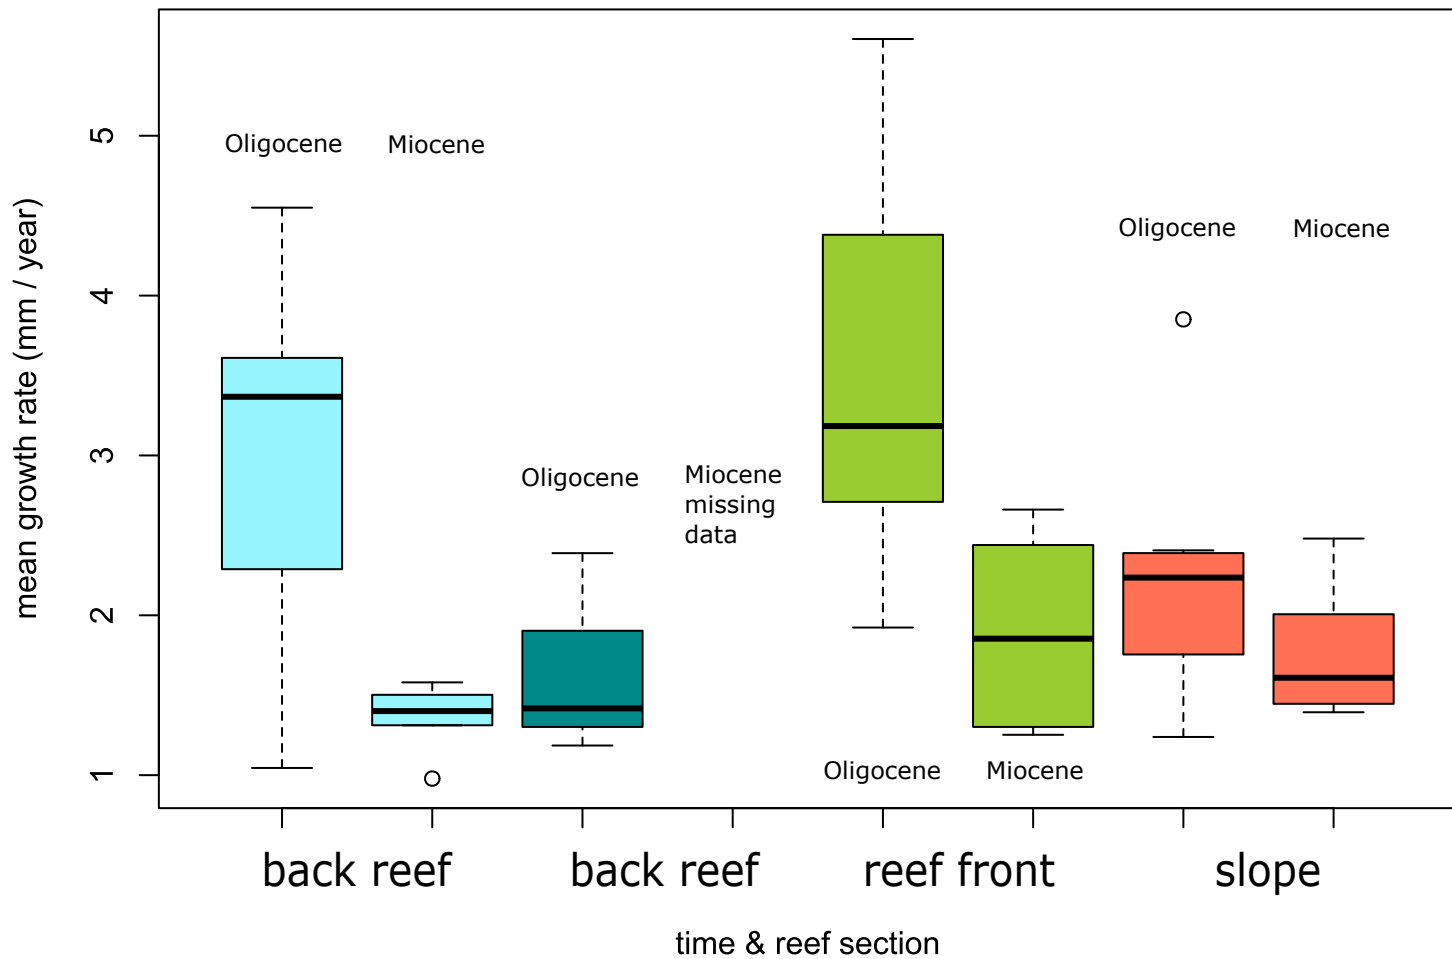 5
4
3
2
1
mean growth rate (mm / year)
Oligocene
Miocene
Oligocene
Miocene
missing
data
Oligocene
Miocene
Oligocene
Miocene
back reef
back reef
reef front
slope
time & reef section